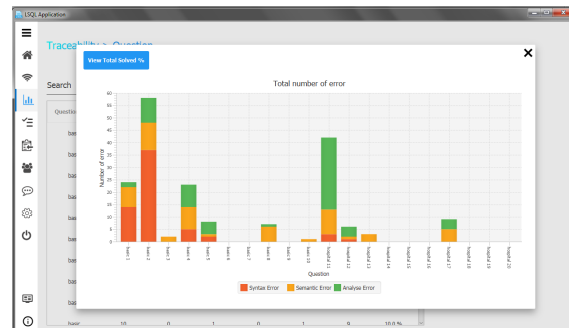 LSQL Application
Traceability > Question
View Total Solved %
Search
Total number of error
Question
Number of error
60
55
50
45
40
35
30
25
20
15
10
5
0
basic 1
basic 2
basic 3
basic 4
basic 5
basic 6
basic 7
basic 8
basic 9
basic 10
hospital 11
hospital 12
hospital 13
hospital 14
hospital 15
hospital 16
hospital 17
hospital 18
hospital 19
hospital 20
Question
Syntax Error
Semantic Error
Analyse Error
basic 10 0 1 0 1 9 10.0 %